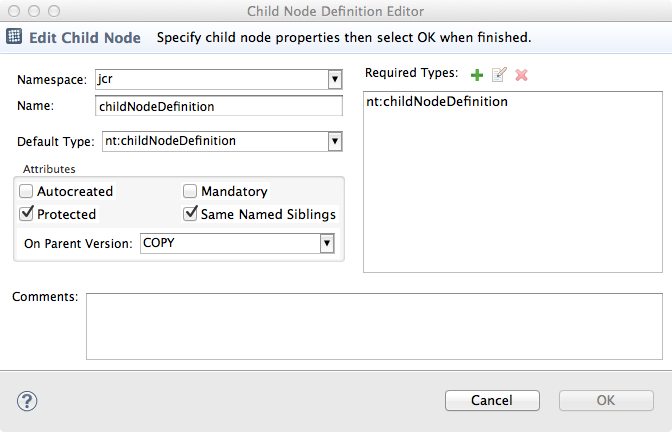 Child Node Definition Editor
Edit Child Node Specify child node properties then select OK when finished.
Namespace: jcr
Name: childNodeDefinition
Default Type: nt:childNodeDefinition
Attributes
Autocreated Mandatory
Protected Same Named Siblings
On Parent Version: COPY
Required Types:
nt:childNodeDefinition
Comments:
? Cancel OK